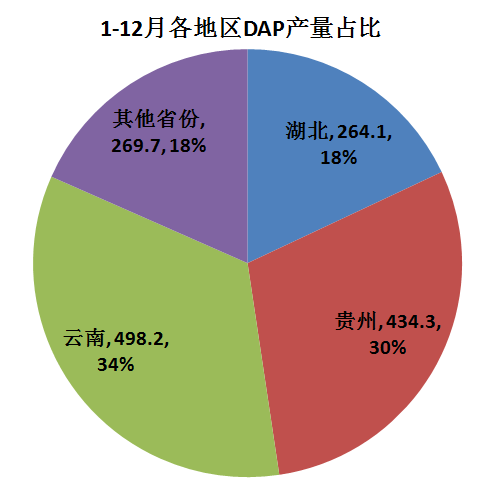 1-12月各地区DAP产量占比
其他省份,
269.7,18%
湖北,264.1,
18%
贵州,434.3,
30%
云南,498.2,
34%